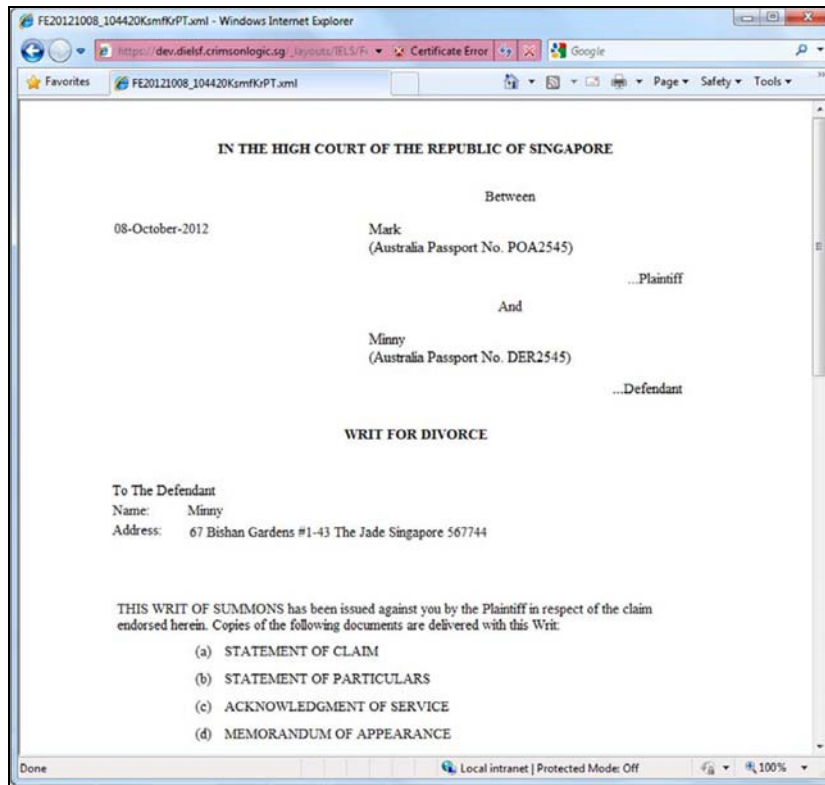 FE20121008_104420KsmfKrPT.xml - Windows Internet Explorer
https://dev.dielsf.crimsonlogic.sg/_layouts/IELS/F Certificate Error Google
Favorites FE20121008_104420KsmfKrPT.xml Page Safety Tools
IN THE HIGH COURT OF THE REPUBLIC OF SINGAPORE
Between
08-October-2012 Mark
(Australia Passport No. POA2545)
...Plaintiff
And
Minny
(Australia Passport No. DER2545)
...Defendant
WRIT FOR DIVORCE
To The Defendant
Name: Minny
Address: 67 Bishan Gardens #1-43 The Jade Singapore 567744
THIS WRIT OF SUMMONS has been issued against you by the Plaintiff in respect of the claim
endorsed herein. Copies of the following documents are delivered with this Writ:
(a) STATEMENT OF CLAIM
(b) STATEMENT OF PARTICULARS
(c) ACKNOWLEDGMENT OF SERVICE
(d) MEMORANDUM OF APPEARANCE
Done Local intranet | Protected Mode: Off 100%